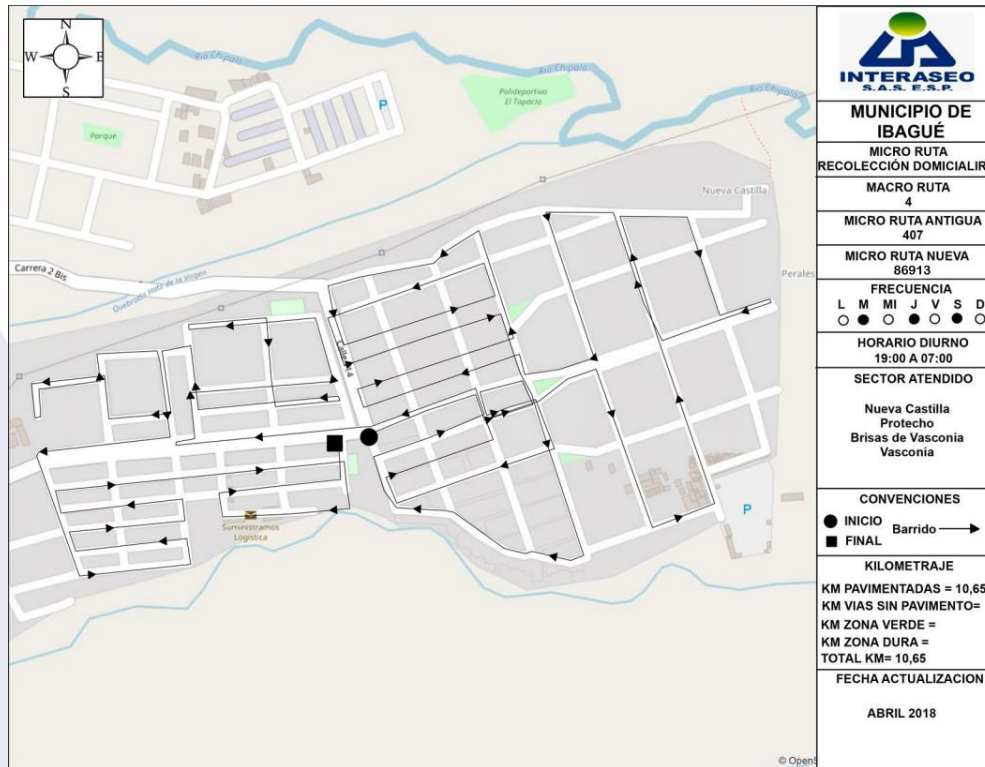 N
W E
S
Rio Chipalo
Rio Chipalo
Rio Chipalo
Polideportivo
El Topacio
P
Parque
Nueva Castilla
Carrera 2 Bis
Quebrada Hato de la Virgen
Perales
Suministramos
Logística
P
© OpenS
INTERASEO
S.A.S. E.S.P.
MUNICIPIO DE
IBAGUÉ
MICRO RUTA
RECOLECCIÓN DOMICIALIR
MACRO RUTA
4
MICRO RUTA ANTIGUA
407
MICRO RUTA NUEVA
86913
FRECUENCIA
L M MI J V S D
HORARIO DIURNO
19:00 A 07:00
SECTOR ATENDIDO
Nueva Castilla
Protecho
Brisas de Vasconia
Vasconia
CONVENCIONES
INICIO
Barrido
FINAL
KILOMETRAJE
KM PAVIMENTADAS = 10,65
KM VIAS SIN PAVIMENTO=
KM ZONA VERDE =
KM ZONA DURA =
TOTAL KM= 10,65
FECHA ACTUALIZACION
ABRIL 2018